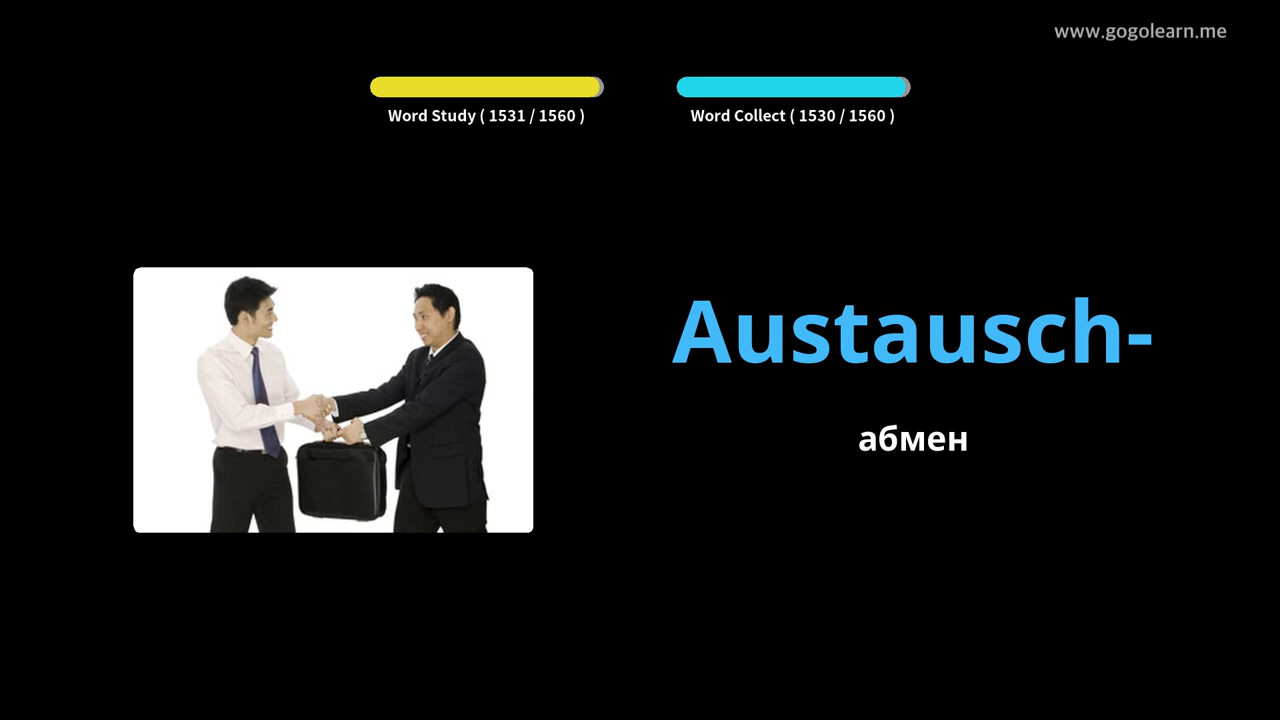 www.gogolearn.me
Word Study ( 1531 / 1560 )
Word Collect ( 1530 / 1560 )
Austausch-
абмен